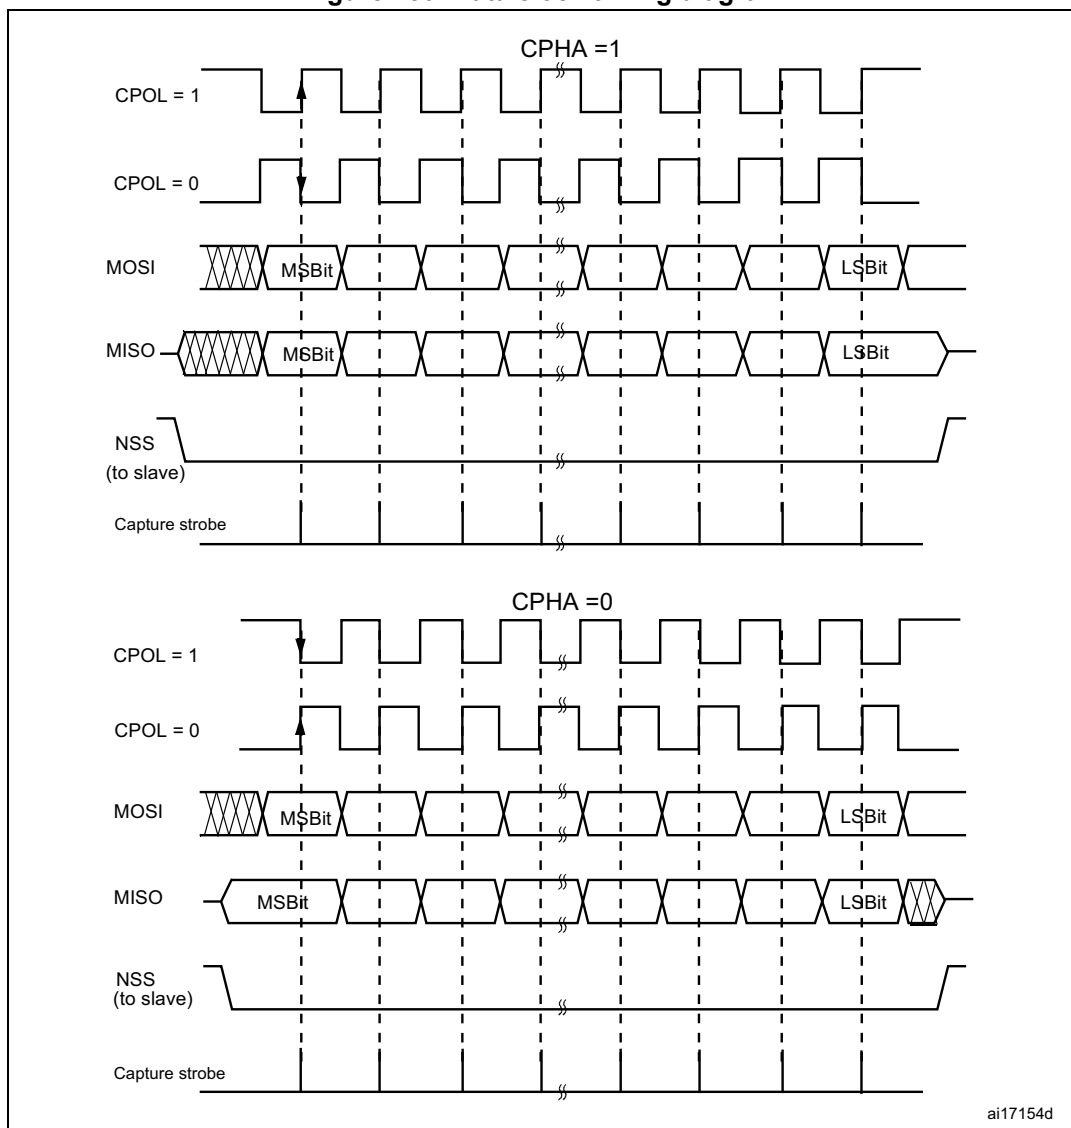 CPHA =1
CPOL = 1
CPOL = 0
MOSI
MSBit
LSBit
MISO
MSBit
LSBit
NSS
(to slave)
Capture strobe
CPHA =0
CPOL = 1
CPOL = 0
MOSI
MSBit
LSBit
MISO
MSBit
LSBit
NSS
(to slave)
Capture strobe
ai17154d